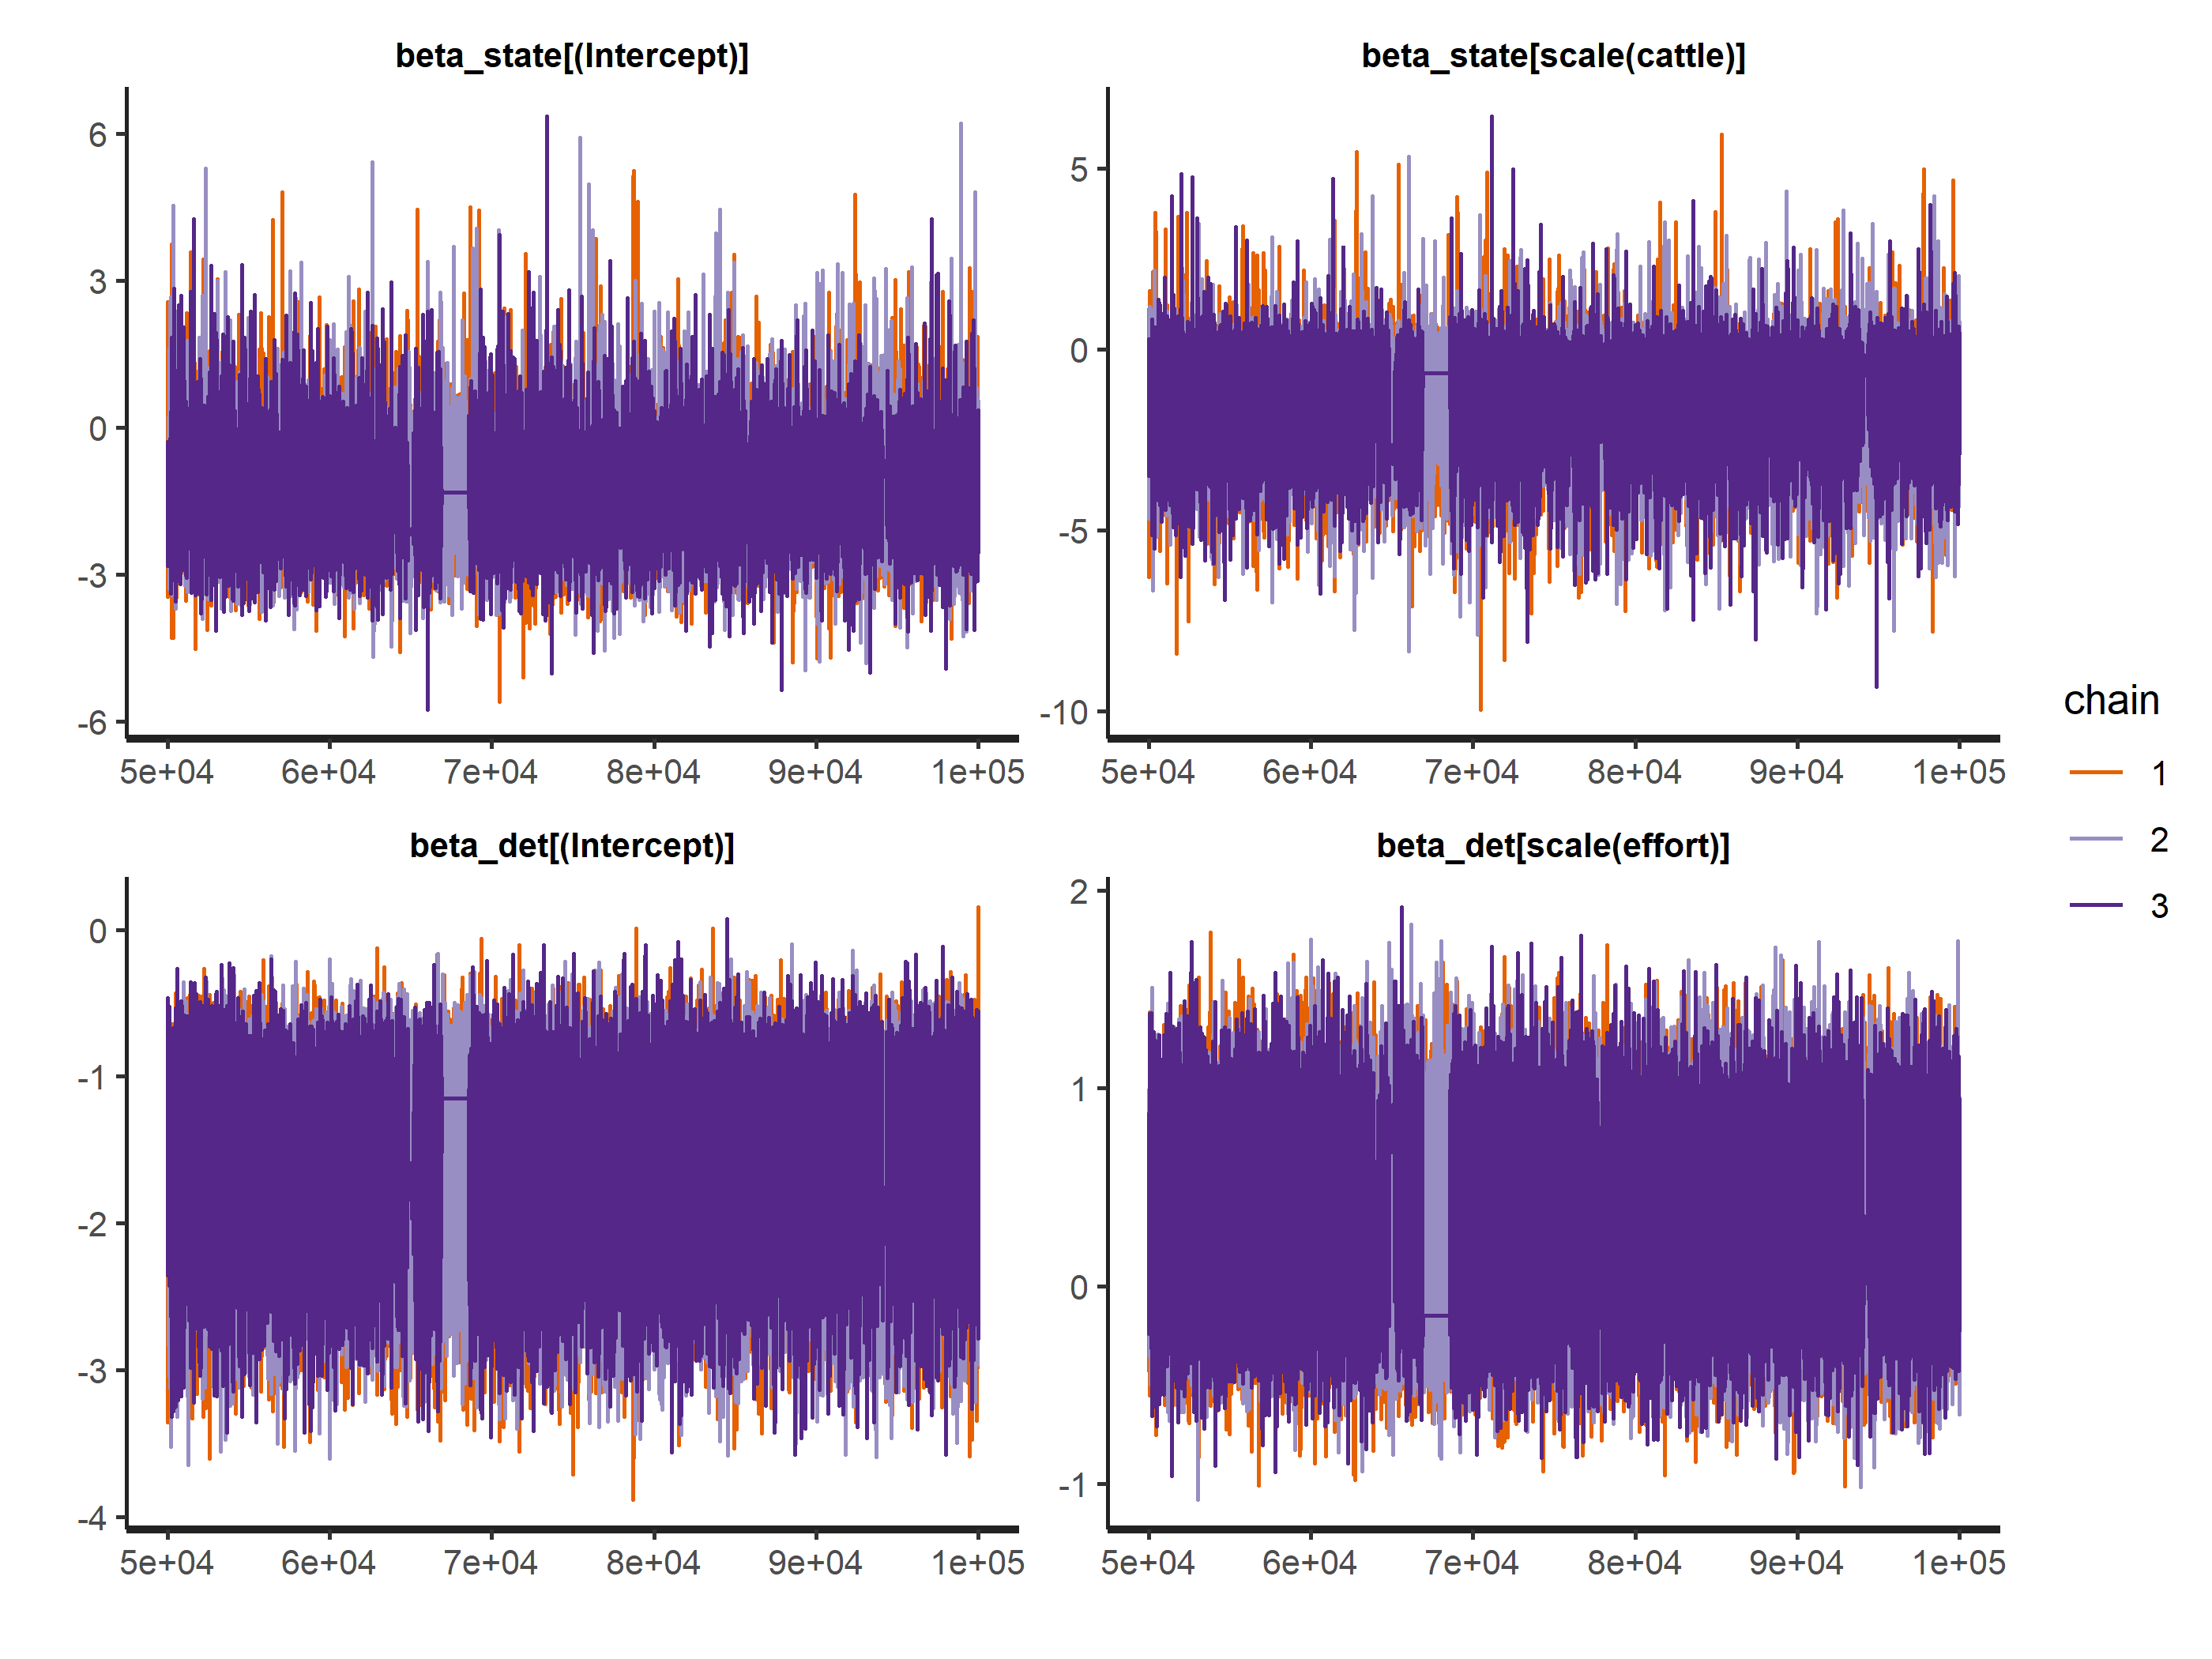 beta_state[(Intercept)]
6
3
0
-3
-6
5e+04 6e+04 7e+04 8e+04 9e+04 1e+05
beta_state[scale(cattle)]
5
0
-5
-10
5e+04 6e+04 7e+04 8e+04 9e+04 1e+05
beta_det[(Intercept)]
0
-1
-2
-3
-4
5e+04 6e+04 7e+04 8e+04 9e+04 1e+05
beta_det[scale(effort)]
2
1
0
-1
5e+04 6e+04 7e+04 8e+04 9e+04 1e+05
chain
1
2
3